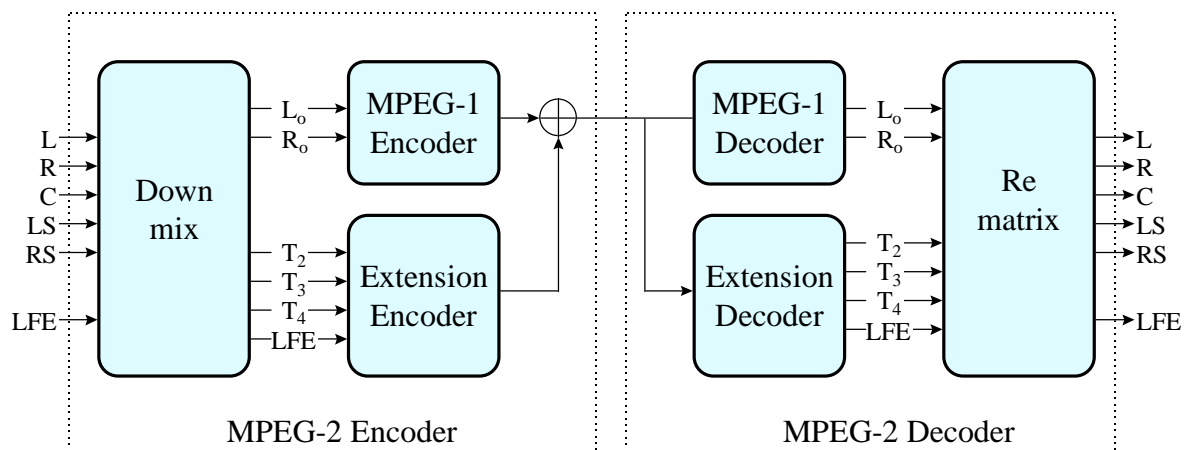 L
R
C
LS
RS
LFE
Down
mix
Lo
Ro
T2
T3
T4
LFE
MPEG-1
Encoder
Extension
Encoder
MPEG-2 Encoder
MPEG-1
Decoder
Extension
Decoder
Lo
Ro
T2
T3
T4
LFE
Re
matrix
L
R
C
LS
RS
LFE
MPEG-2 Decoder